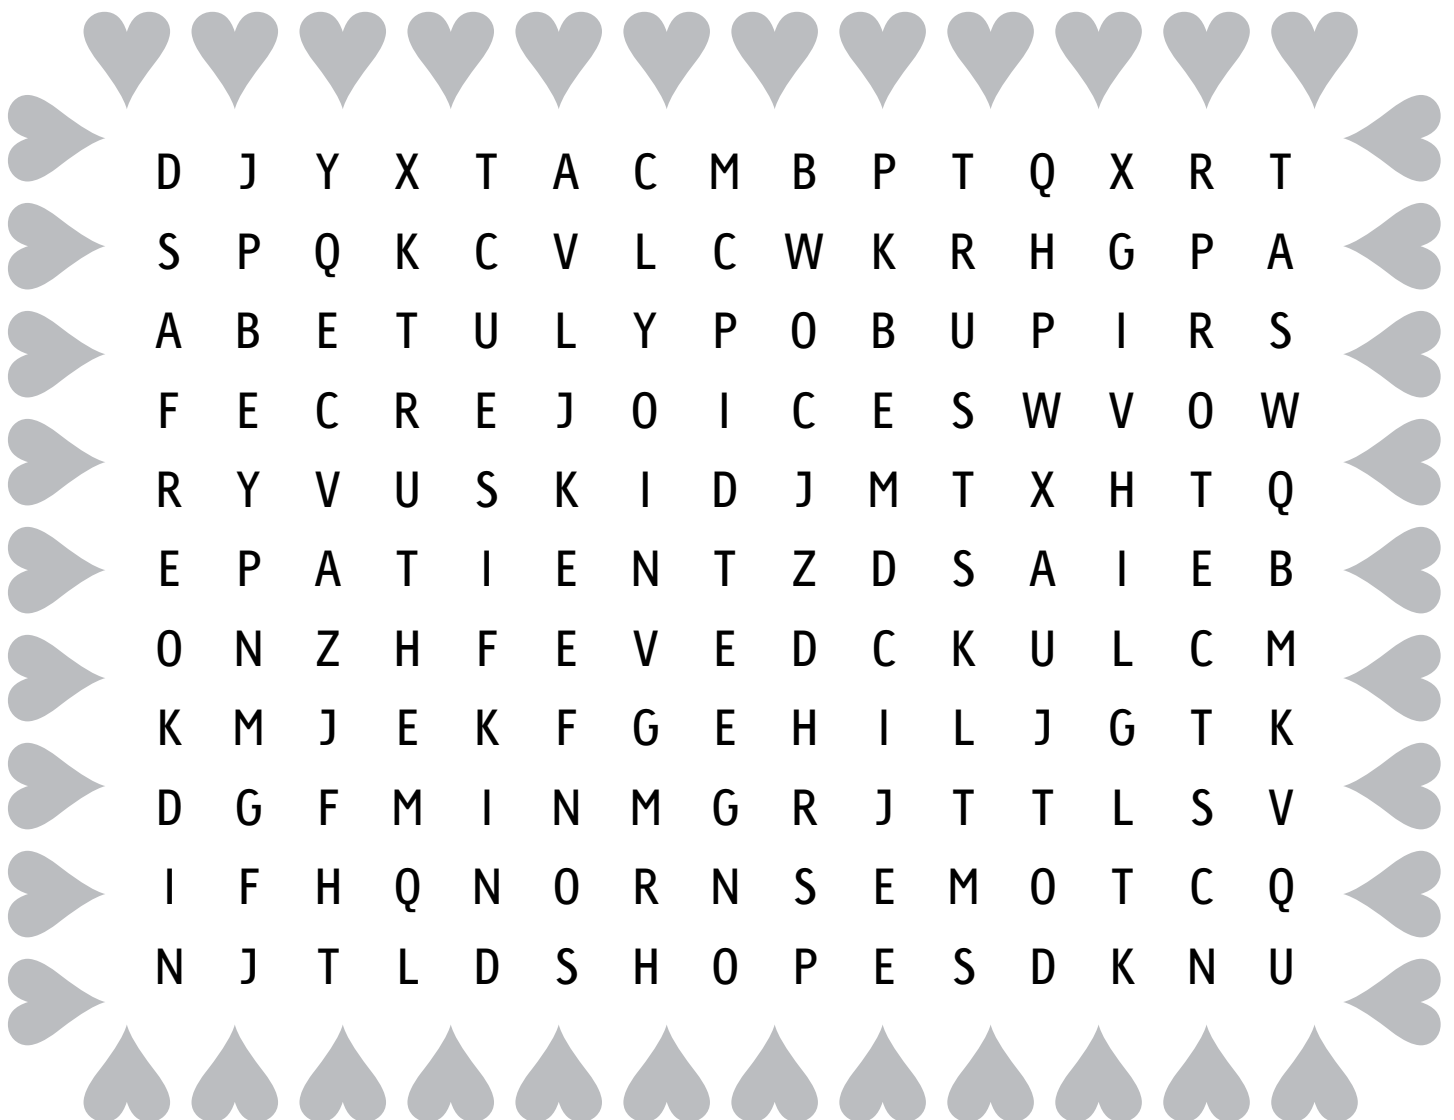 D J Y X T A C M B P T Q X R T
S P Q K C V L C W K R H G P A
A B E T U L Y P O B U P I R S
F E C R E J O I C E S W V O W
R Y V U S K I D J M T X H T Q
E P A T I E N T Z D S A I E B
O N Z H F E V E D C K U L C M
K M J E K F G E H I L J G T K
D G F M I N M G R J T T L S V
I F H Q N O R N S E M O T C Q
N J T L D S H O P E S D K N U